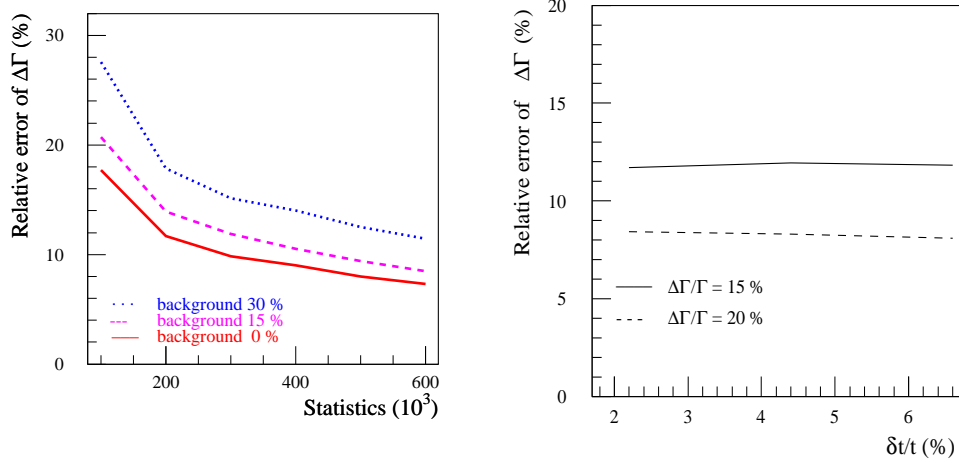 Relative error of ΔΓ (%)
30
20
10
0
background 30 %
background 15 %
background 0 %
200
400
600
Statistics (10³)
Relative error of ΔΓ (%)
20
15
10
5
0
ΔΓ/Γ = 15 %
ΔΓ/Γ = 20 %
2
3
4
5
6
δt/t (%)